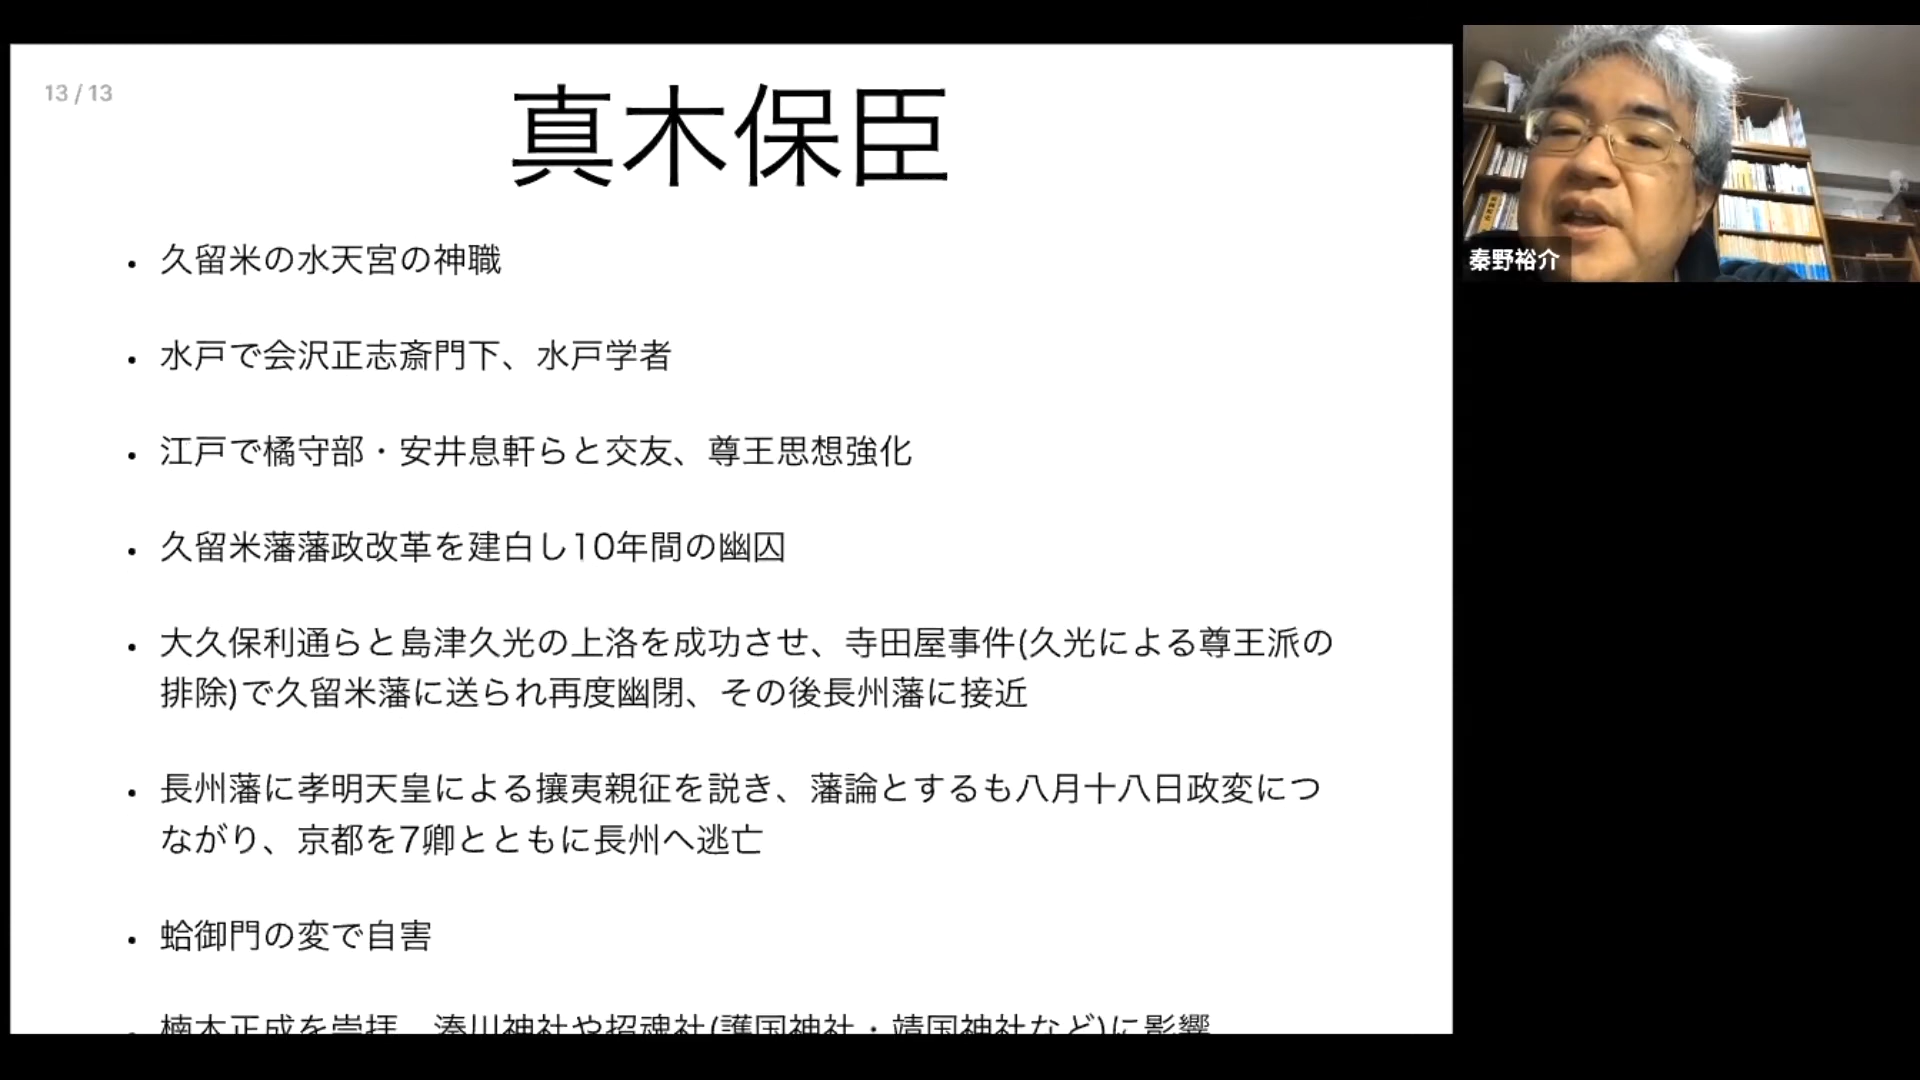 13 / 13
真木保臣
・久留米の水天宮の神職
・水戸で会沢正志斎門下、水戸学者
・江戸で橘守部・安井息軒らと交友、尊王思想強化
・久留米藩藩政改革を建白し10年間の幽囚
・大久保利通らと島津久光の上洛を成功させ、寺田屋事件(久光による尊王派の
排除)で久留米藩に送られ再度幽閉、その後長州藩に接近
・長州藩に孝明天皇による攘夷親征を説き、藩論とするも八月十八日政変につ
ながり、京都を7卿とともに長州へ逃亡
・蛤御門の変で自害
・楠木正成を崇拝、湊川神社や招魂社(護国神社・靖国神社など)に影響
秦野裕介